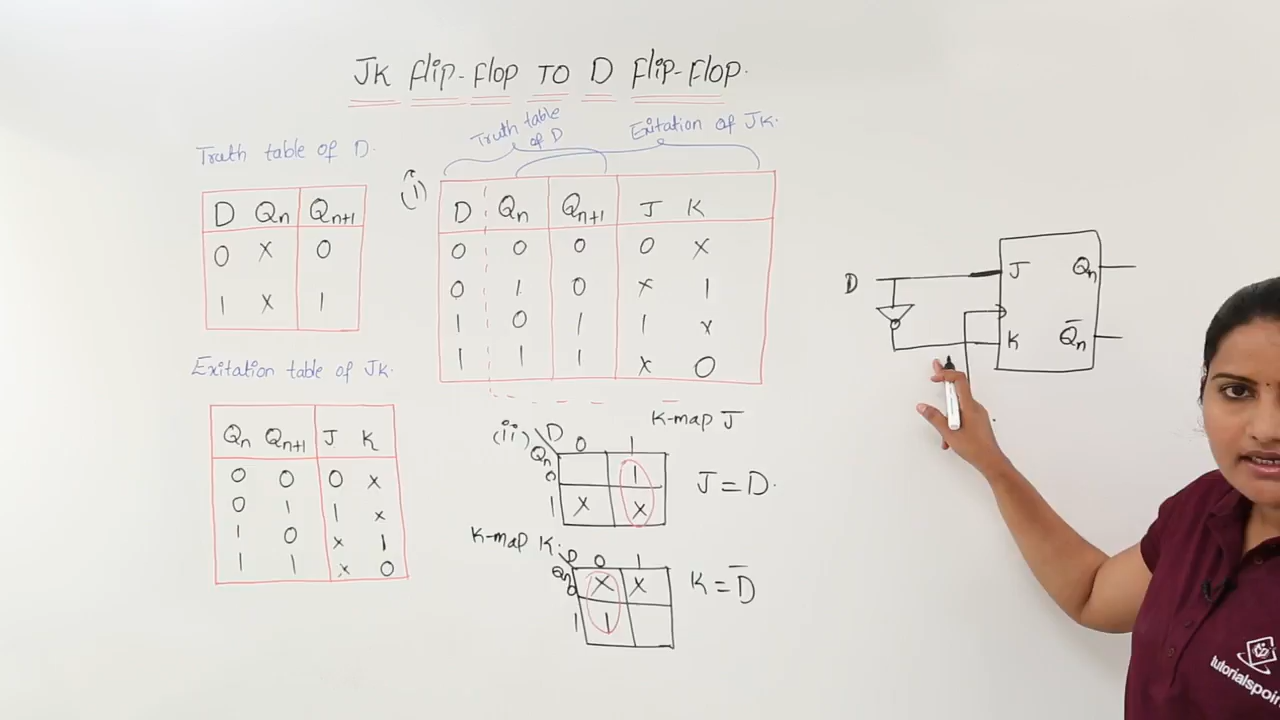 JK flip-flop TO D flip-flop.
Truth table of D.
D Qn Qn+1
0 x 0
1 x 1
Exitation table of JK.
Qn Qn+1 J K
0 0 0 x
0 1 1 x
1 0 x 1
1 1 x 0
Truth table of D
Exitation of JK.
(i)
D Qn Qn+1 J K
0 0 0 0 x
0 1 0 x 1
1 0 1 1 x
1 1 1 x 0
K-map J
(ii) D 0 1
Qn
0 1
1 x x
J = D.
K-map K:
D 0 1
Qn
0 x x
1 1
K = D̅
D
J Qn
K Q̅n
tutorialspoin